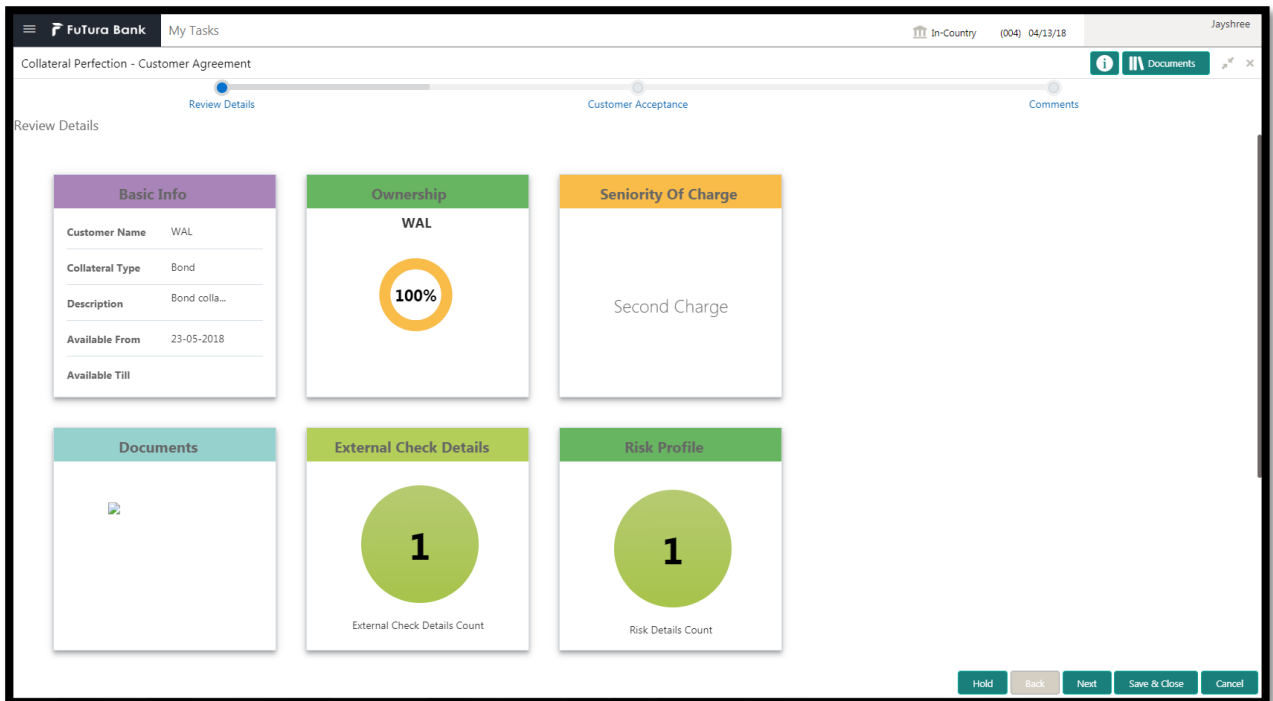 FuTura Bank
My Tasks
In-Country
(004) 04/13/18
Jayshree
Collateral Perfection - Customer Agreement
i
Documents
Review Details
Customer Acceptance
Comments
Review Details
Basic Info
Customer Name WAL
Collateral Type Bond
Description Bond colla...
Available From 23-05-2018
Available Till
Ownership
WAL
100%
Seniority Of Charge
Second Charge
Documents
External Check Details
1
External Check Details Count
Risk Profile
1
Risk Details Count
Hold
Back
Next
Save & Close
Cancel